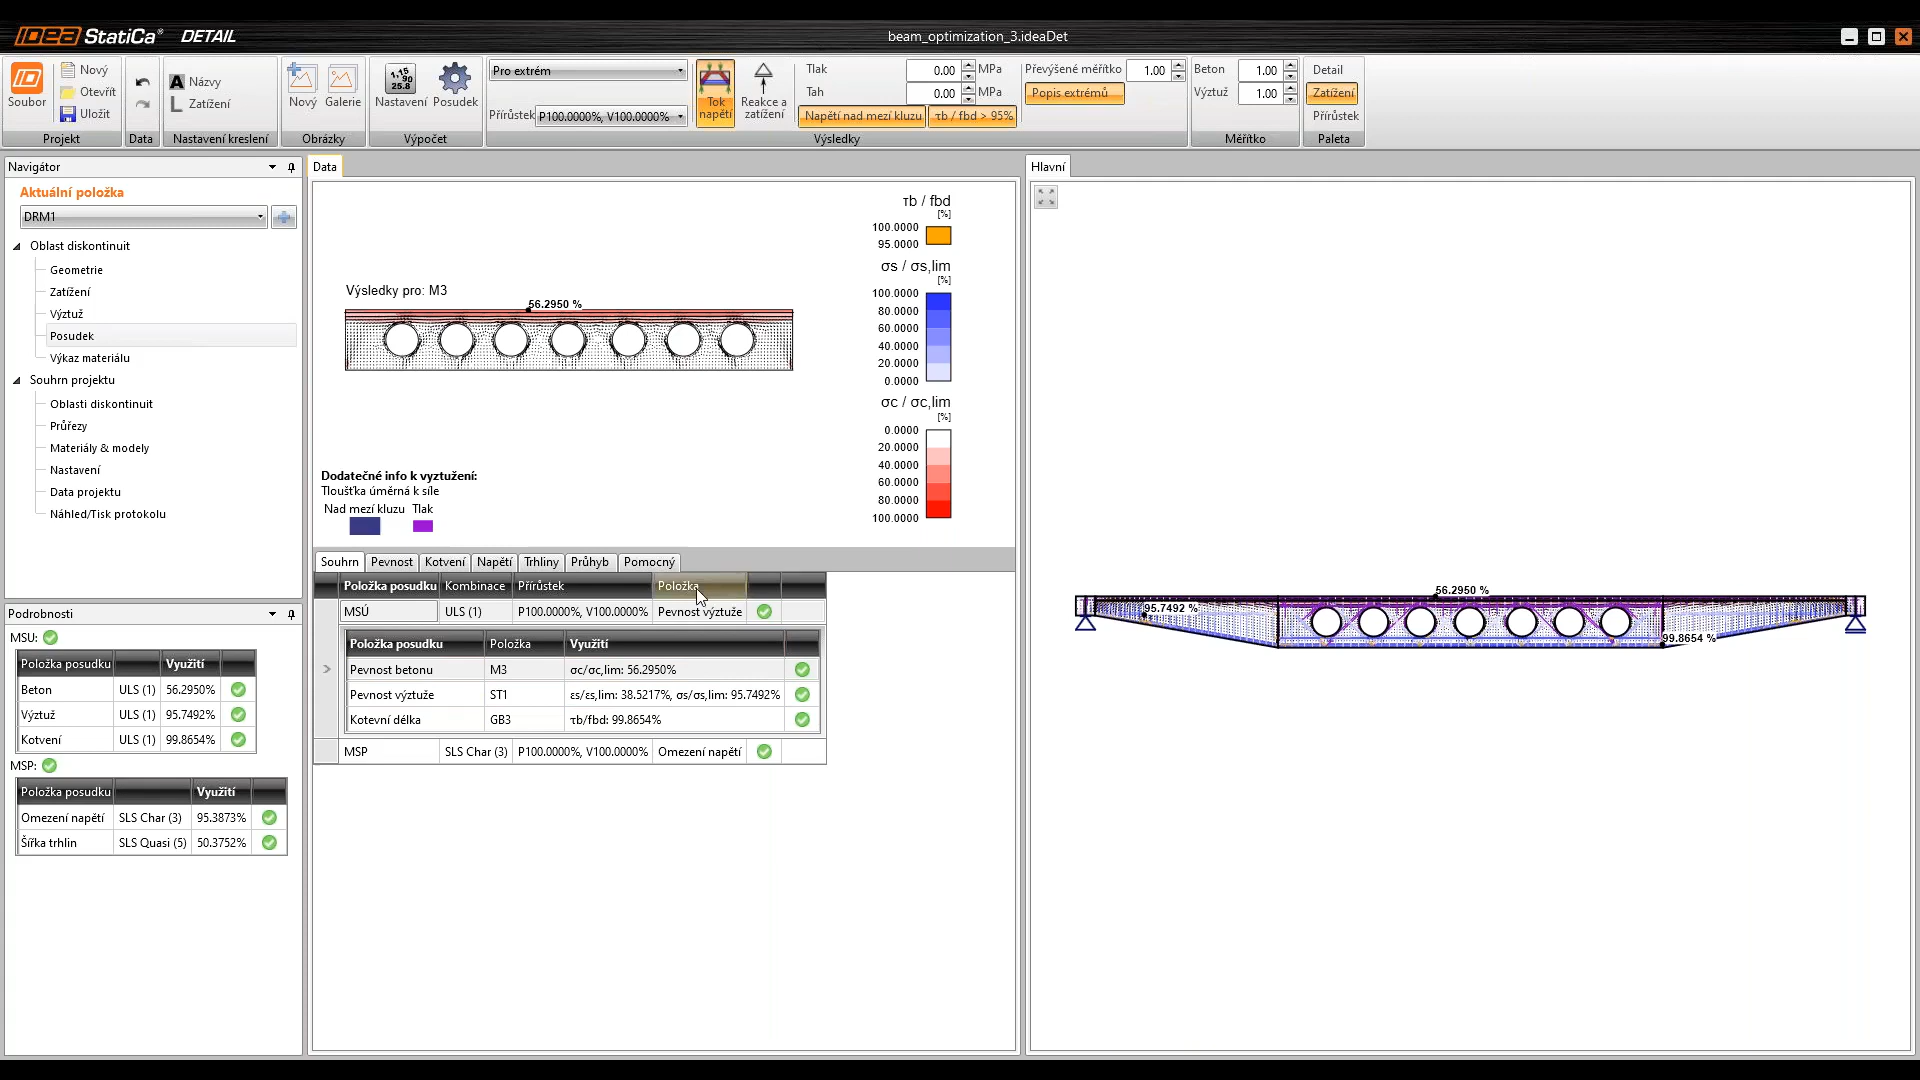 IDEA StatiCa® DETAIL
beam_optimization_3.ideaDet
Soubor
Nový
Otevřít
Uložit
Projekt
Data
Názvy
Zatížení
Nastavení kreslení
Nový
Galerie
Obrázky
Nastavení
Posudek
Výpočet
Pro extrém
Přírůstek P100.0000%, V100.0000%
Tok napětí
Reakce a zatížení
Tlak 0.00 MPa
Tah 0.00 MPa
Napětí nad mezí kluzu
τb / fbd > 95%
Převýšené měřítko 1.00
Popis extrémů
Výsledky
Beton 1.00
Výztuž 1.00
Měřítko
Detail
Zatížení
Přírůstek
Paleta
Navigátor
Aktuální položka
DRM1
Oblast diskontinuit
Geometrie
Zatížení
Výztuž
Posudek
Výkaz materiálu
Souhrn projektu
Oblasti diskontinuit
Průřezy
Materiály & modely
Nastavení
Data projektu
Náhled/Tisk protokolu
Podrobnosti
MSU:
Položka posudku Využití
Beton ULS (1) 56.2950%
Výztuž ULS (1) 95.7492%
Kotvení ULS (1) 99.8654%
MSP:
Položka posudku Využití
Omezení napětí SLS Char (3) 95.3873%
Šířka trhlin SLS Quasi (5) 50.3752%
Data
Výsledky pro: M3
56.2950 %
τb / fbd
[%]
100.0000
95.0000
σs / σs,lim
[%]
100.0000
80.0000
60.0000
40.0000
20.0000
0.0000
σc / σc,lim
[%]
0.0000
20.0000
40.0000
60.0000
80.0000
100.0000
Dodatečné info k vyztužení:
Tloušťka úměrná k síle
Nad mezí kluzu Tlak
Souhrn Pevnost Kotvení Napětí Trhliny Průhyb Pomocný
Položka posudku Kombinace Přírůstek Položka
MSÚ ULS (1) P100.0000%, V100.0000% Pevnost výztuže
Položka posudku Položka Využití
Pevnost betonu M3 σc/σc,lim: 56.2950%
Pevnost výztuže ST1 εs/εs,lim: 38.5217%, σs/σs,lim: 95.7492%
Kotevní délka GB3 τb/fbd: 99.8654%
MSP SLS Char (3) P100.0000%, V100.0000% Omezení napětí
Hlavní
56.2950 %
95.7492 %
99.8654 %